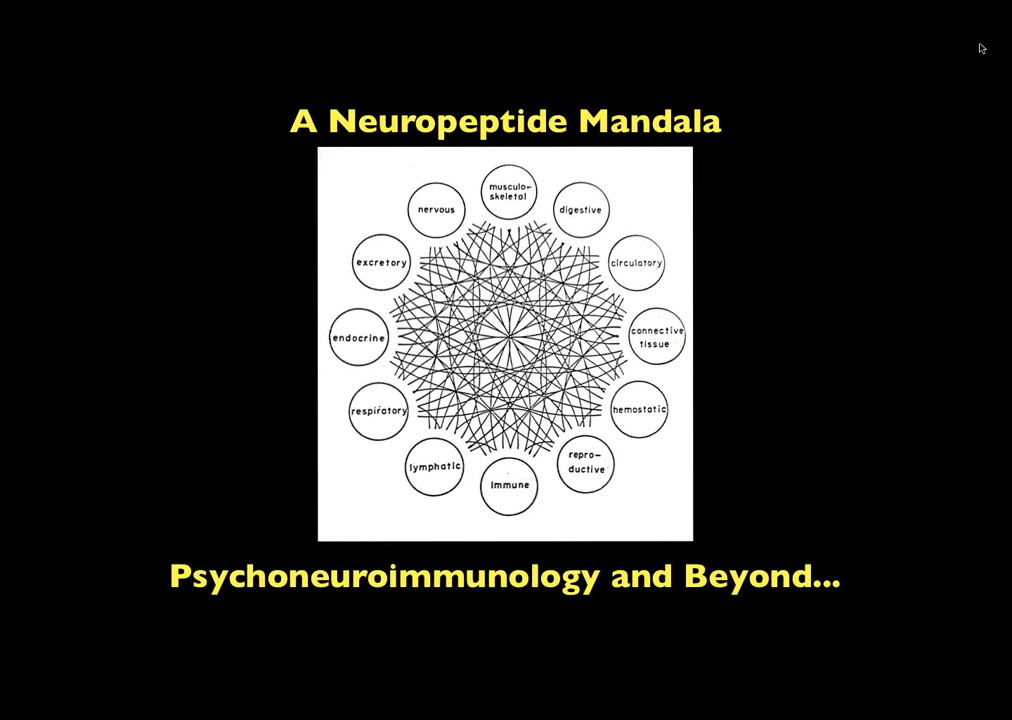 A Neuropeptide Mandala
musculo-
skeletal
nervous
digestive
excretory
circulatory
endocrine
connective
tissue
respiratory
hemostatic
lymphatic
repro-
ductive
immune
Psychoneuroimmunology and Beyond...